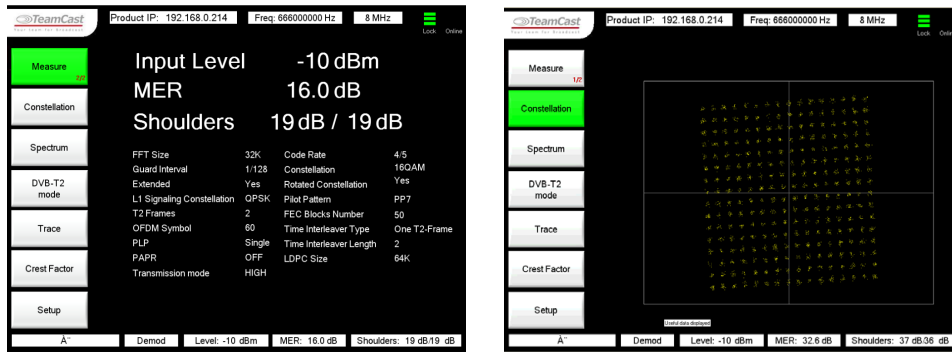 TeamCast
Product IP: 192.168.0.214
Freq: 666000000 Hz
8 MHz
Lock Online
Measure
2/2
Constellation
Spectrum
DVB-T2
mode
Trace
Crest Factor
Setup
Input Level -10 dBm
MER 16.0 dB
Shoulders 19 dB / 19 dB
FFT Size 32K Code Rate 4/5
Guard Interval 1/128 Constellation 16QAM
Extended Yes Rotated Constellation Yes
L1 Signaling Constellation QPSK Pilot Pattern PP7
T2 Frames 2 FEC Blocks Number 50
OFDM Symbol 60 Time Interleaver Type One T2-Frame
PLP Single Time Interleaver Length 2
PAPR OFF LDPC Size 64K
Transmission mode HIGH
À¨ Demod Level: -10 dBm MER: 16.0 dB Shoulders: 19 dB/19 dB
TeamCast
Product IP: 192.168.0.214
Freq: 666000000 Hz
8 MHz
Lock Onlin
Measure
1/2
Constellation
Spectrum
DVB-T2
mode
Trace
Crest Factor
Setup
Useful data displayed
À¨ Demod Level: -10 dBm MER: 32.6 dB Shoulders: 37 dB/36 dB